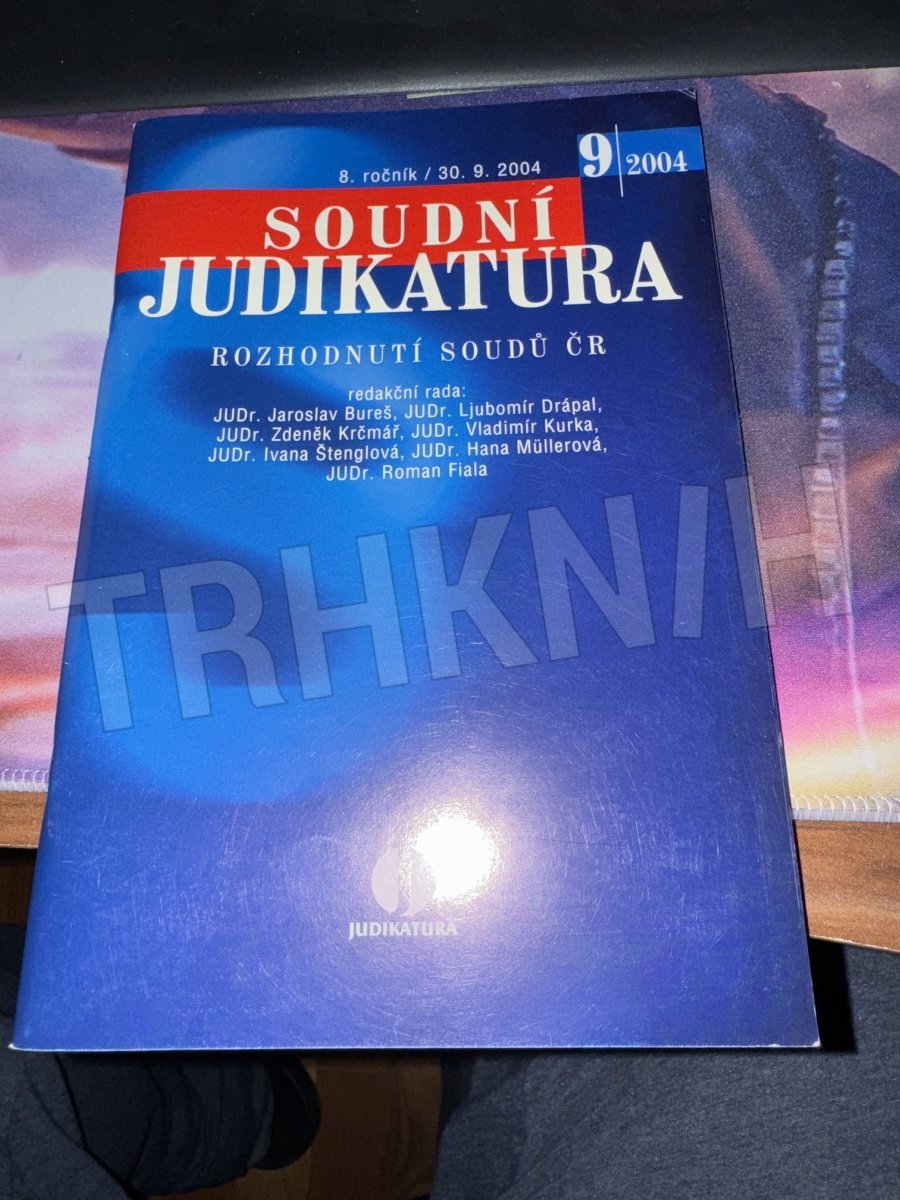 8. ročník / 30. 9. 2004
9 2004
SOUDNÍ
JUDIKATURA
ROZHODNUTÍ SOUDŮ ČR
redakční rada:
JUDr. Jaroslav Bureš, JUDr. Ljubomír Drápal,
JUDr. Zdeněk Krčmář, JUDr. Vladimír Kurka,
JUDr. Ivana Štenglová, JUDr. Hana Müllerová,
JUDr. Roman Fiala
TRHKNIH
JUDIKATURA